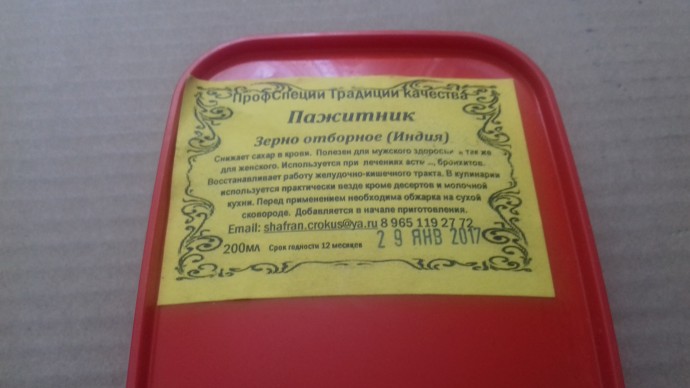 ПрофСпеции Традиции качества
Пажитник
Зерно отборное (Индия)
Снижает сахар в крови. Полезен для мужского здоровья а так же
для женского. Используется при лечениях бронхитов.
Восстанавливает работу желудочно-кишечного тракта. В кулинарии
используется практически везде кроме десертов и молочной
кухни. Перед применением необходима обжарка на сухой
сковороде. Добавляется в начале приготовления.
Email: shafran.crokus@ya.ru 8 965 119 27 72
200мл Срок годности 12 месяцев 29 ЯНВ 2017